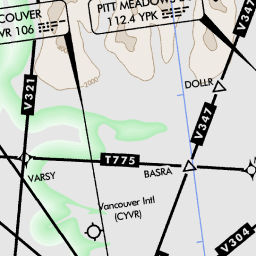 COUVER
VR 106
PITT MEADOWS
112.4 YPK
V347
DOLLR
V321
2000
V347
T775
VARSY
BASRA
Vancouver Intl
(CYVR)
V304